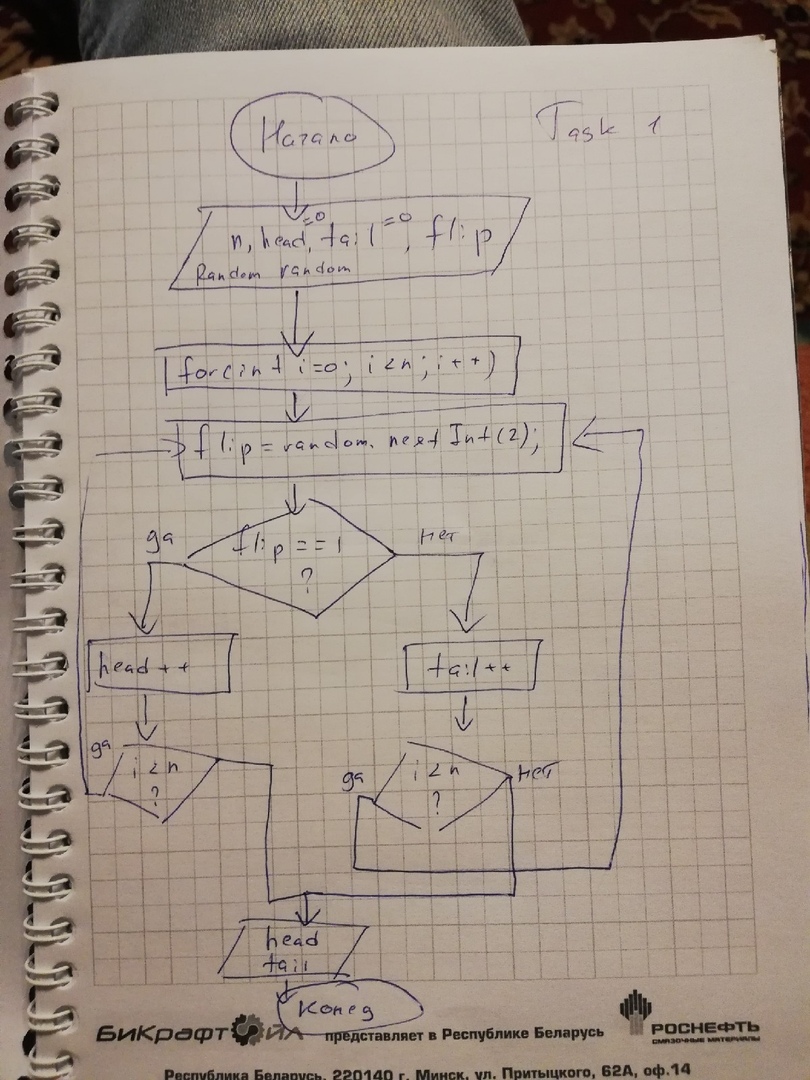 Начало
Task 1
n, head=0, tail=0, flip
Random random
for(int i=0; i<n; i++)
flip = random.nextInt(2);
да
flip == 1
?
нет
head++
tail++
да
i<n
?
да
i<n
?
нет
head
tail
Конец
БиКрафтОйл представляет в Республике Беларусь РОСНЕФТЬ
СМАЗОЧНЫЕ МАТЕРИАЛЫ
Республика Беларусь, 220140 г. Минск, ул. Притыцкого, 62А, оф.14